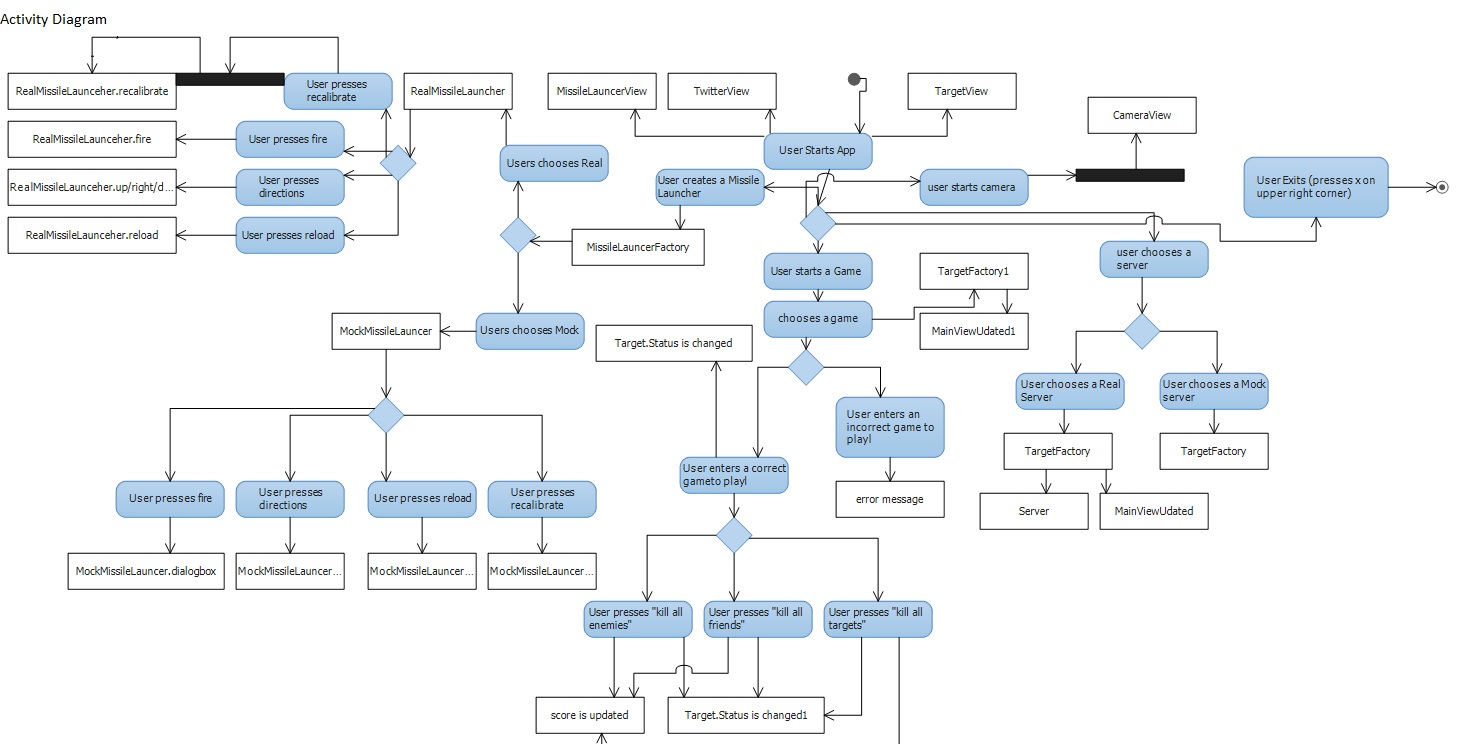 Activity Diagram
RealMissileLaunceher.recalibrate
User presses
recalibrate
RealMissileLauncher
MissileLauncerView
TwitterView
TargetView
CameraView
RealMissileLaunceher.fire
User presses fire
Users chooses Real
User Starts App
RealMissileLaunceher.up/right/d...
User presses
directions
User creates a Missile
Launcher
user starts camera
User Exits (presses x on
upper right corner)
RealMissileLaunceher.reload
User presses reload
MissileLauncerFactory
user chooses a
server
User starts a Game
TargetFactory1
chooses a game
MainViewUdated1
MockMissileLauncer
Users chooses Mock
Target.Status is changed
User chooses a Real
Server
User chooses a Mock
server
User enters an
incorrect game to
playl
TargetFactory
TargetFactory
User enters a correct
gameto playl
error message
Server
MainViewUdated
User presses fire
User presses
directions
User presses reload
User presses
recalibrate
MockMissileLauncer.dialogbox
MockMissileLauncer...
MockMissileLauncer...
MockMissileLauncer...
User presses "kill all
enemies"
User presses "kill all
friends"
User presses "kill all
targets"
score is updated
Target.Status is changed1